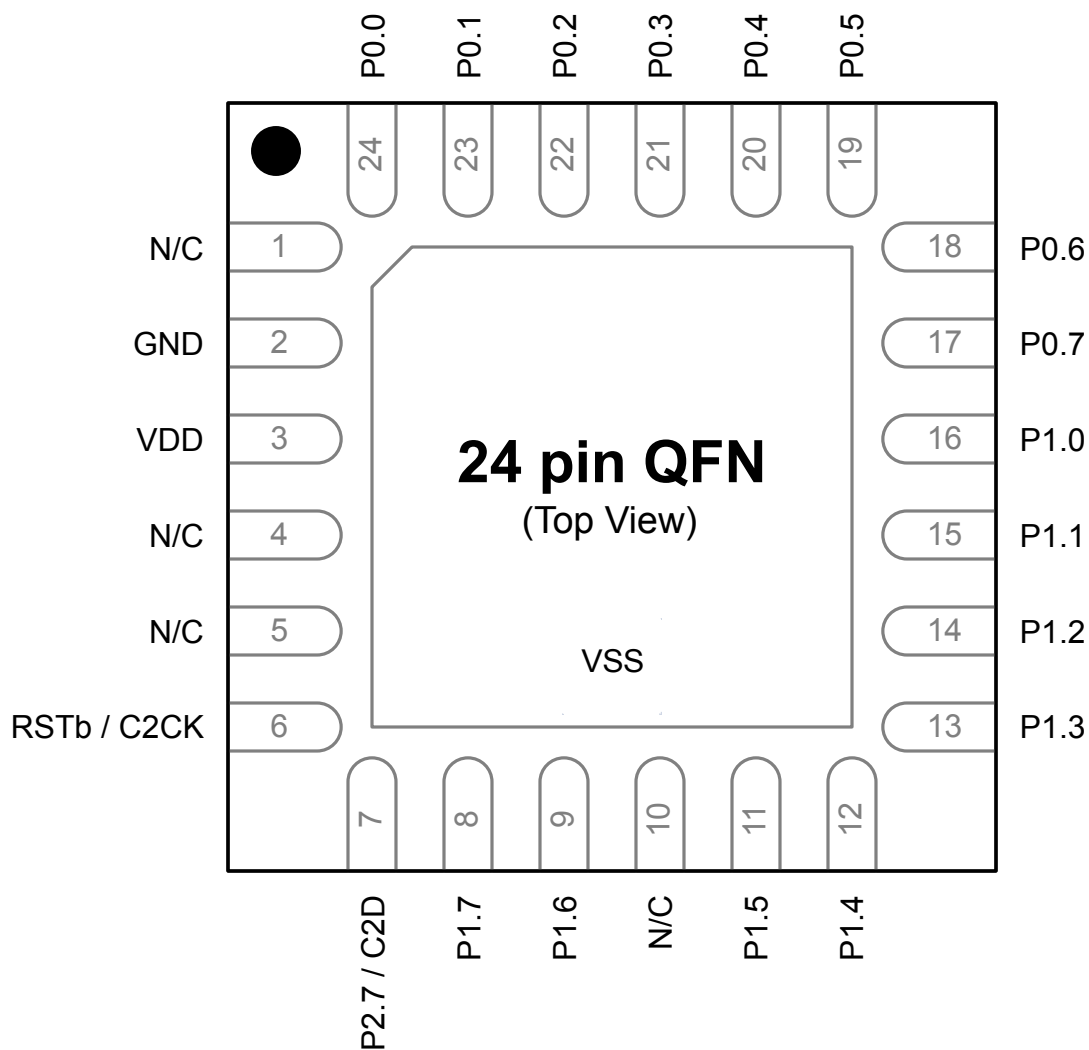 P0.0
P0.1
P0.2
P0.3
P0.4
P0.5
24
23
22
21
20
19
N/C 1
18 P0.6
GND 2
17 P0.7
VDD 3
16 P1.0
24 pin QFN
(Top View)
N/C 4
15 P1.1
N/C 5
14 P1.2
VSS
RSTb / C2CK 6
13 P1.3
7
8
9
10
11
12
P2.7 / C2D
P1.7
P1.6
N/C
P1.5
P1.4